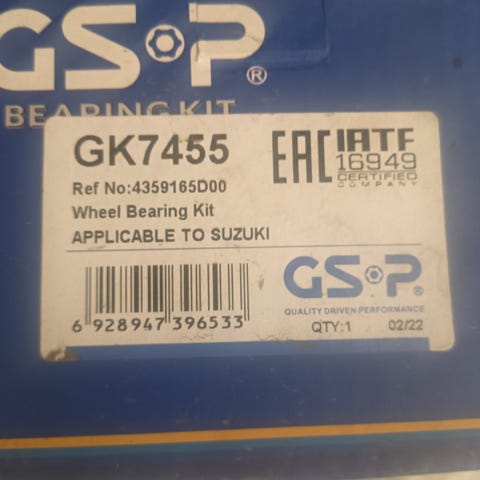 GSP®
BEARING KIT
GK7455
EAC
IATF
16949
CERTIFIED
COMPANY
Ref No:4359165D00
Wheel Bearing Kit
APPLICABLE TO SUZUKI
GSP®
QUALITY DRIVEN PERFORMANCE
6 928947 396533
QTY:1 02/22